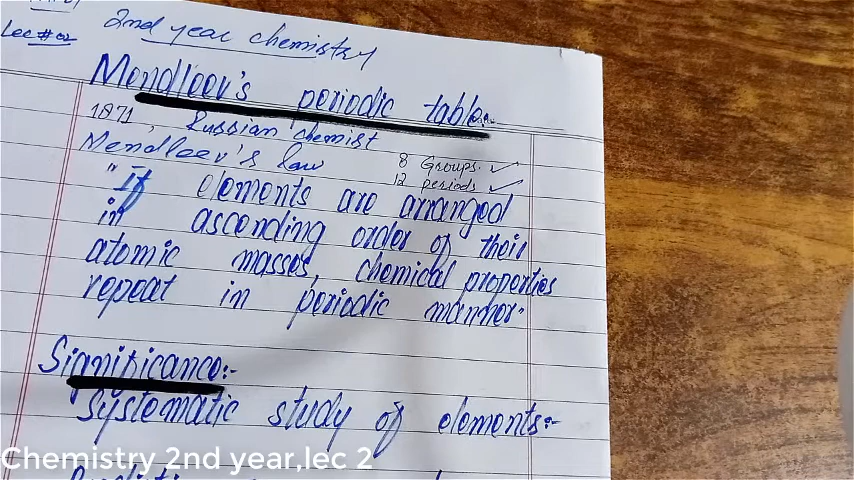 Lec # 02
2nd year chemistry
Mendleev's periodic table:-
1871, Russian chemist
Mendleev's law
8 Groups. ✓
12 periods ✓
"If elements are arranged
in ascending order of their
atomic masses, chemical properties
repeat in periodic manner."
Significance:-
Systematic study of elements:-
Chemistry 2nd year,lec 2